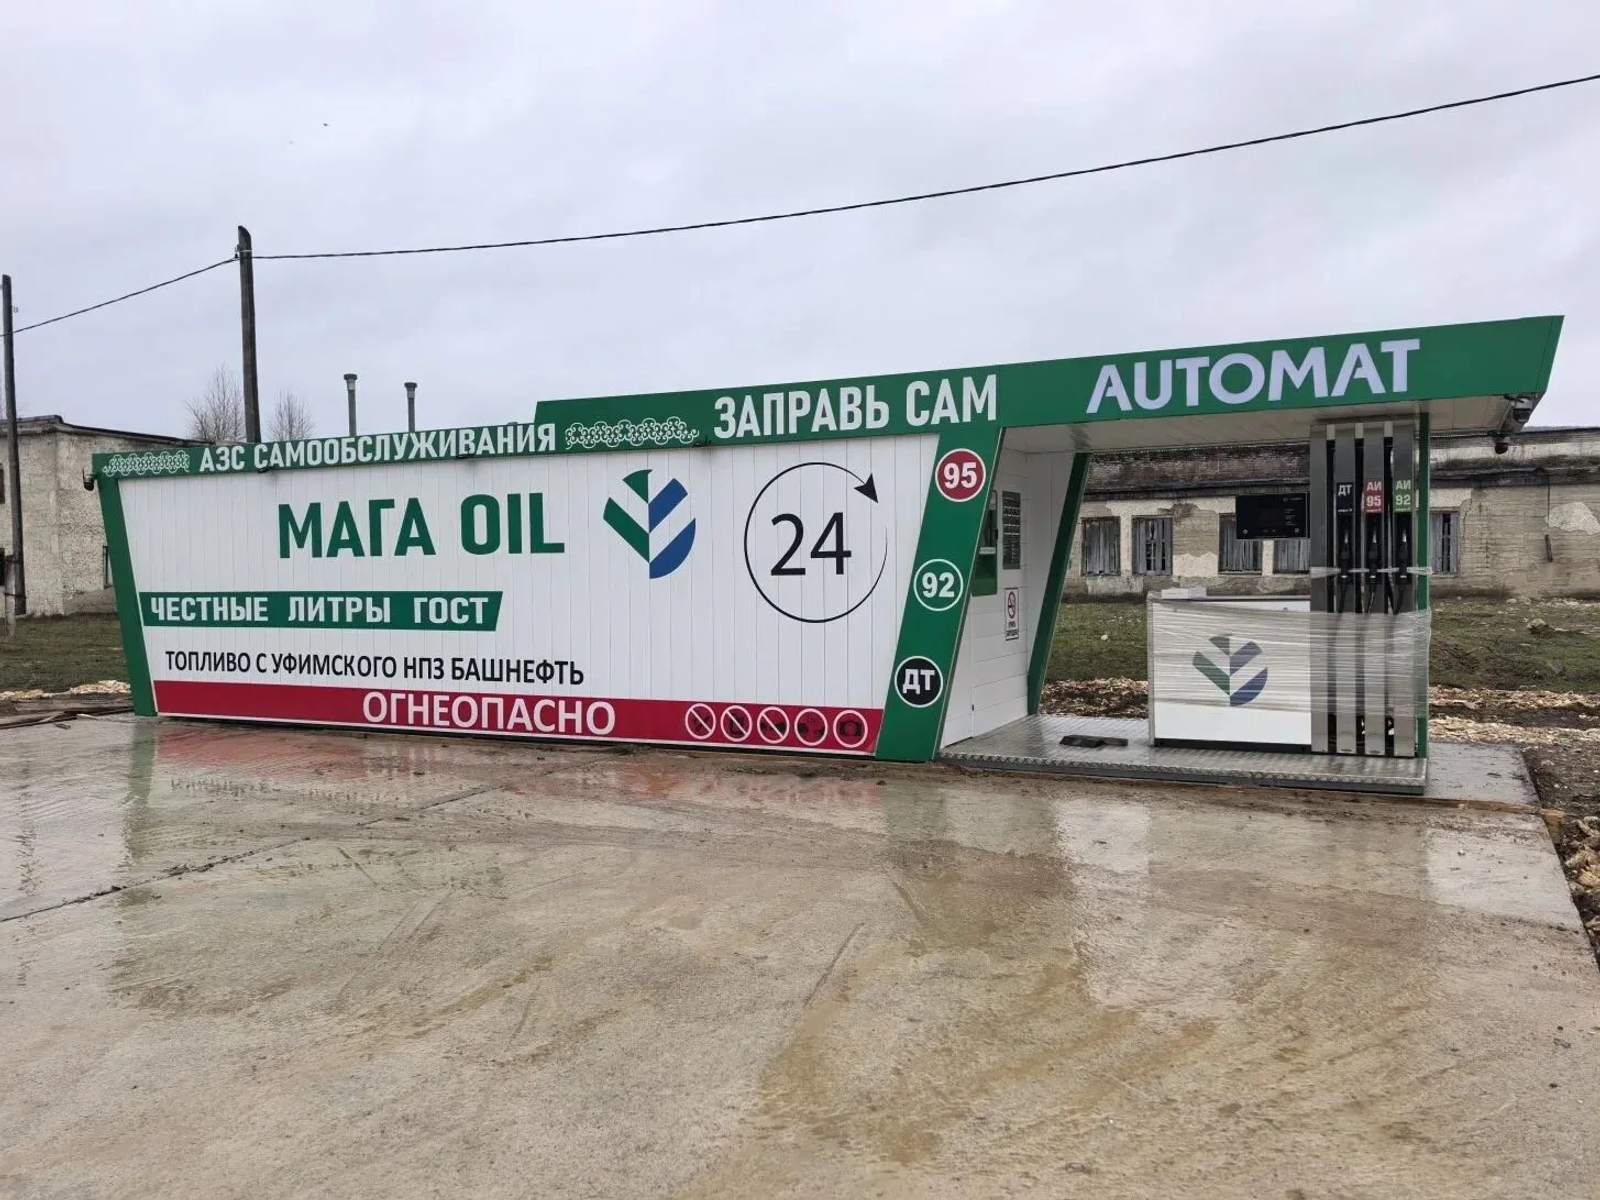 АЗС САМООБСЛУЖИВАНИЯ
ЗАПРАВЬ САМ
AUTOMAT
МАГА OIL
24
95
92
ДТ
ЧЕСТНЫЕ ЛИТРЫ ГОСТ
ТОПЛИВО С УФИМСКОГО НПЗ БАШНЕФТЬ
ОГНЕОПАСНО
ДТ
АИ
95
АИ
92